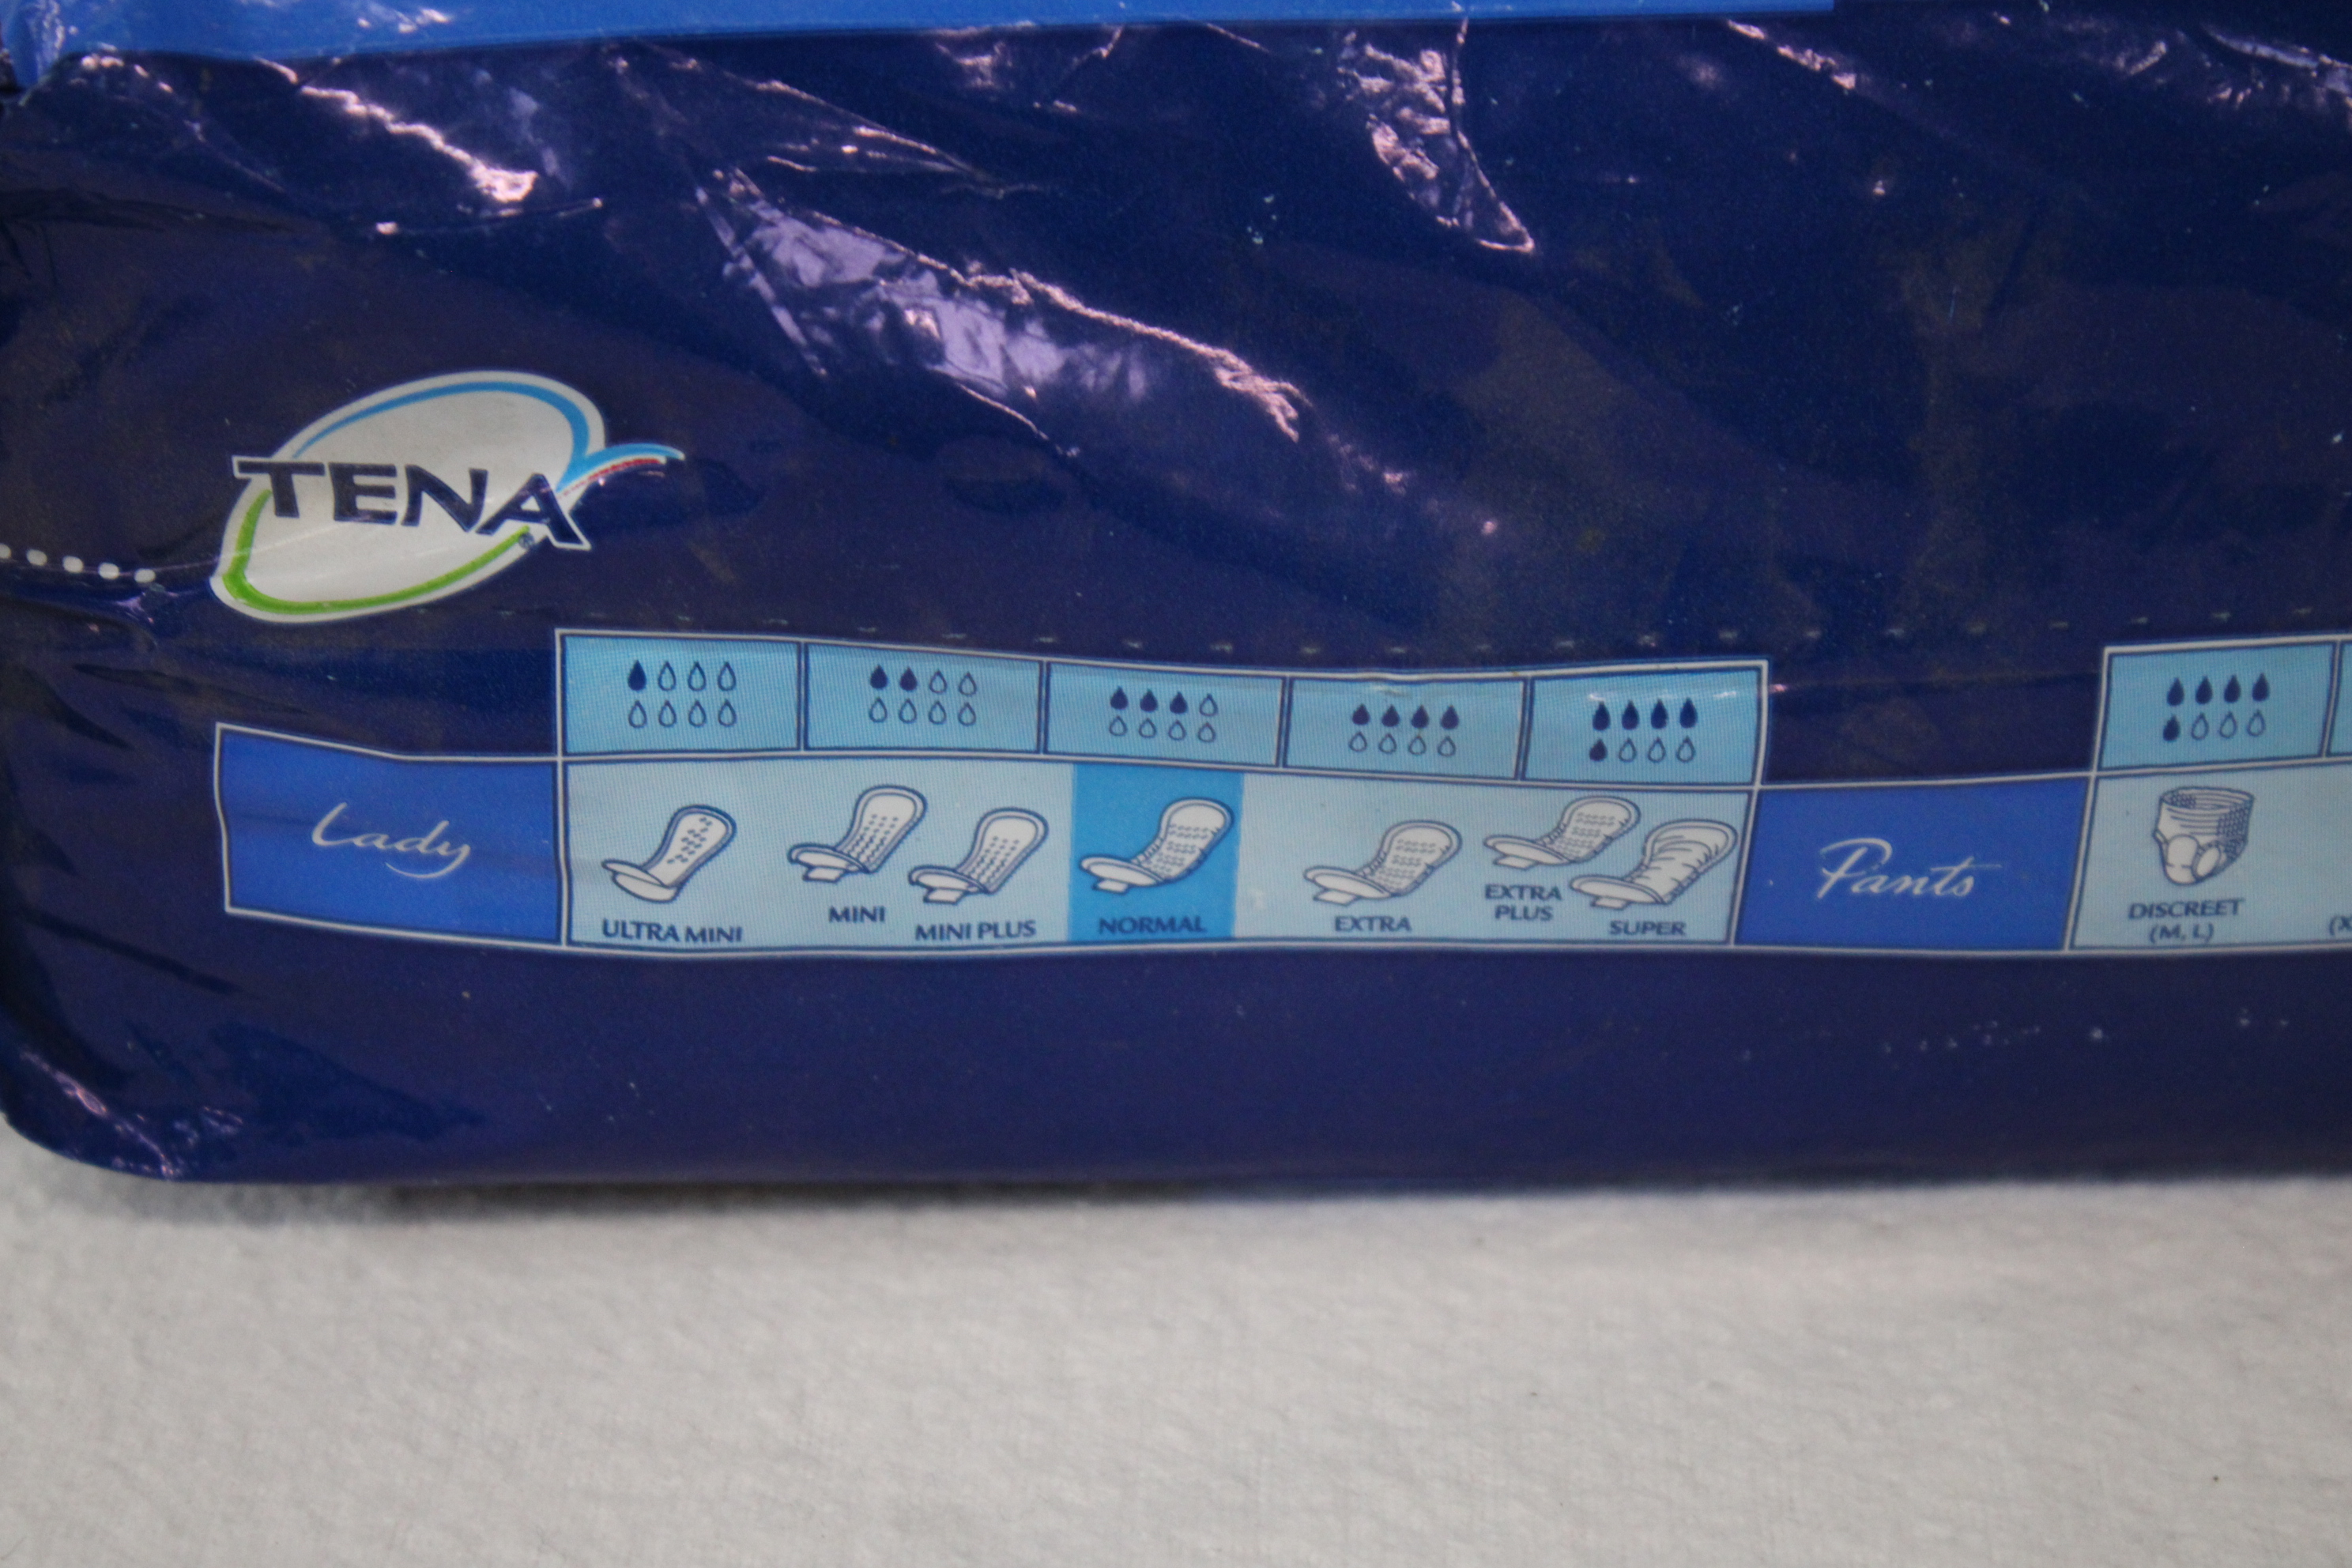 TENA®
Lady
ULTRA MINI
MINI
MINI PLUS
NORMAL
EXTRA
EXTRA
PLUS
SUPER
Pants
DISCREET
(M, L)